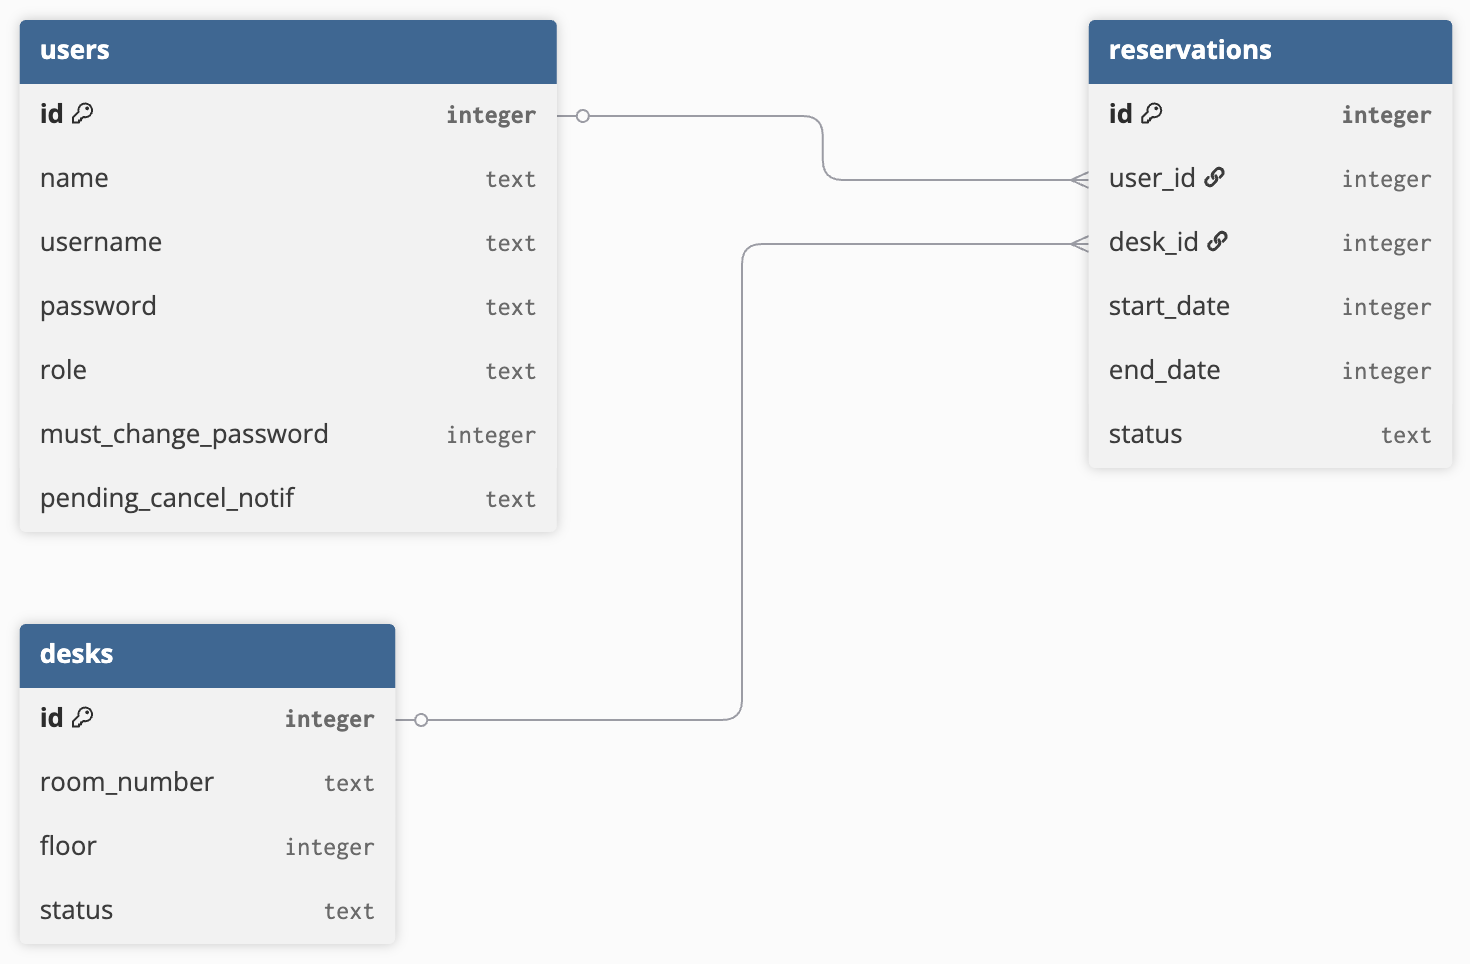 users
id integer
name text
username text
password text
role text
must_change_password integer
pending_cancel_notif text
reservations
id integer
user_id integer
desk_id integer
start_date integer
end_date integer
status text
desks
id integer
room_number text
floor integer
status text